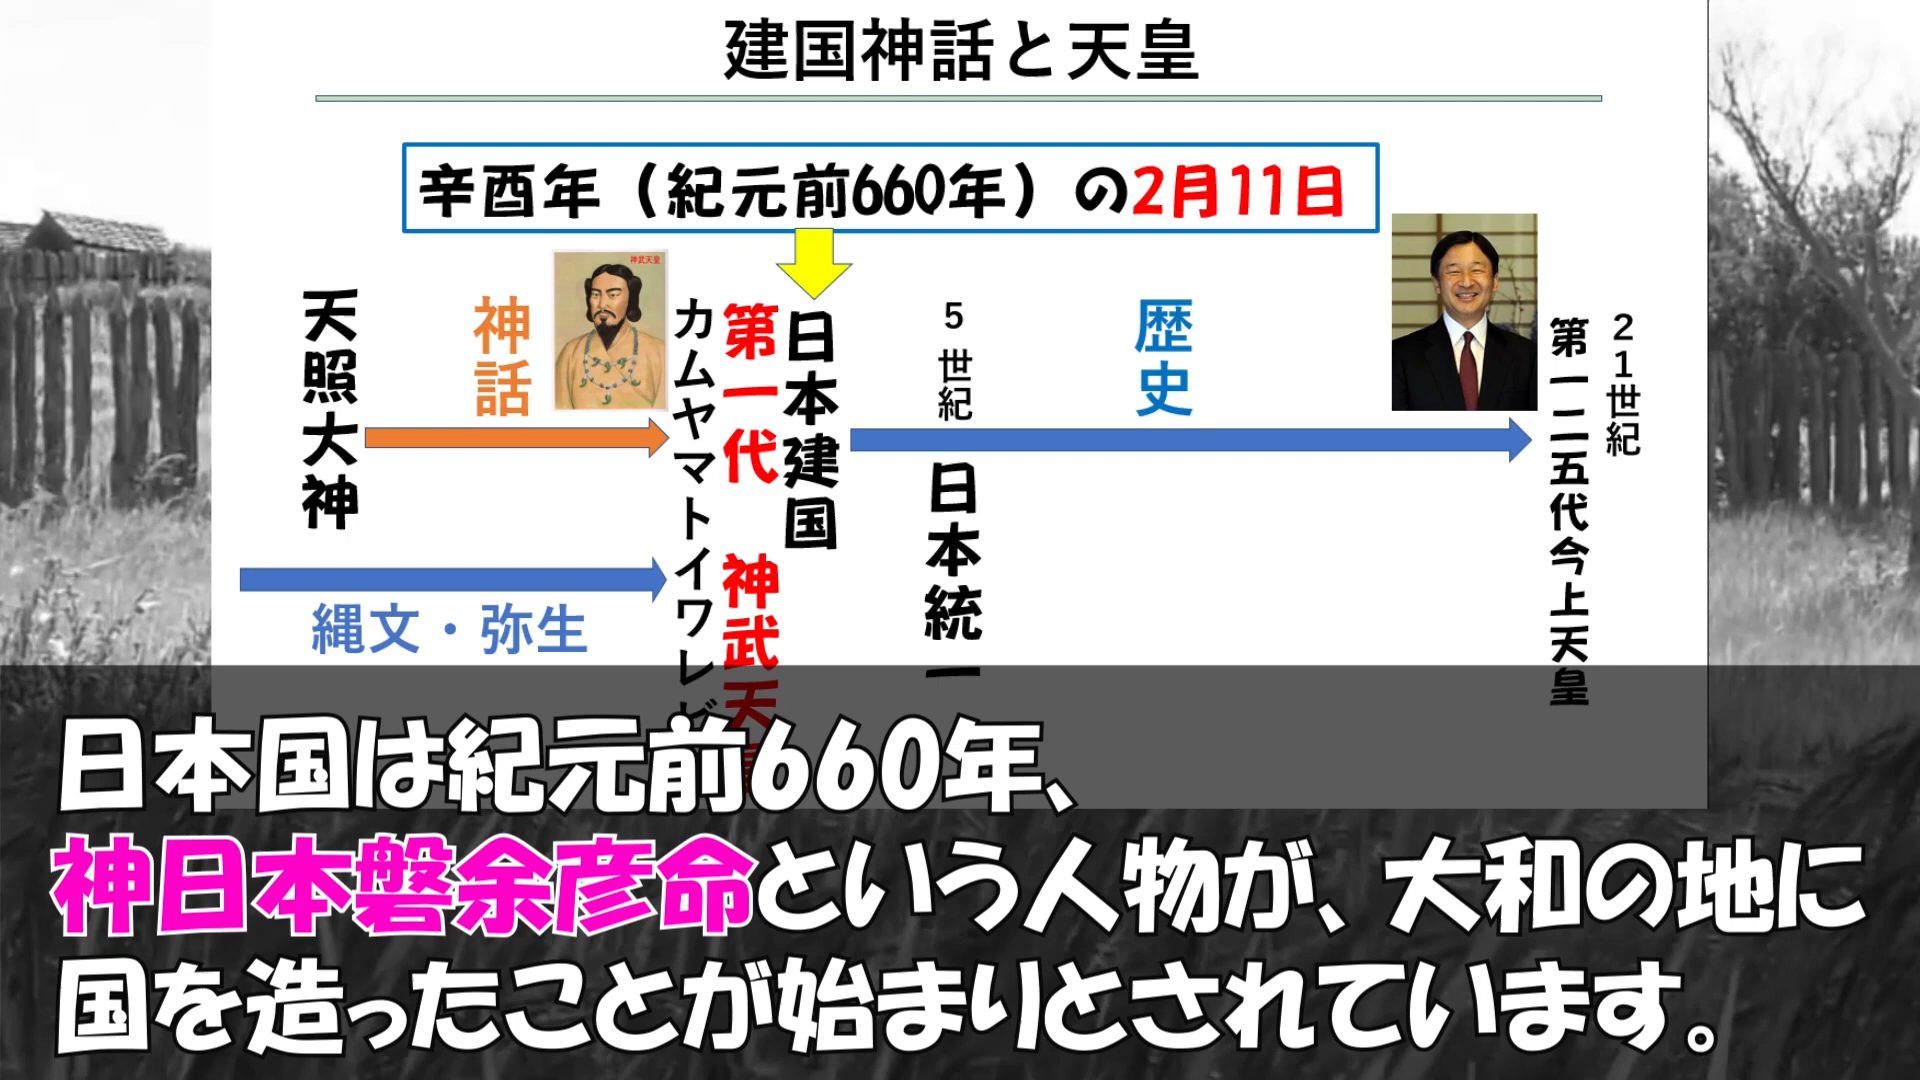 建国神話と天皇
辛酉年（紀元前660年）の2月11日
天照大神
神話
神武天皇
カムヤマトイワレビ
第一代　神武天皇
日本建国
5世紀
日本統一
歴史
第一二五代今上天皇
21世紀
縄文・弥生
日本国は紀元前660年、
神日本磐余彦命という人物が、大和の地に
国を造ったことが始まりとされています。